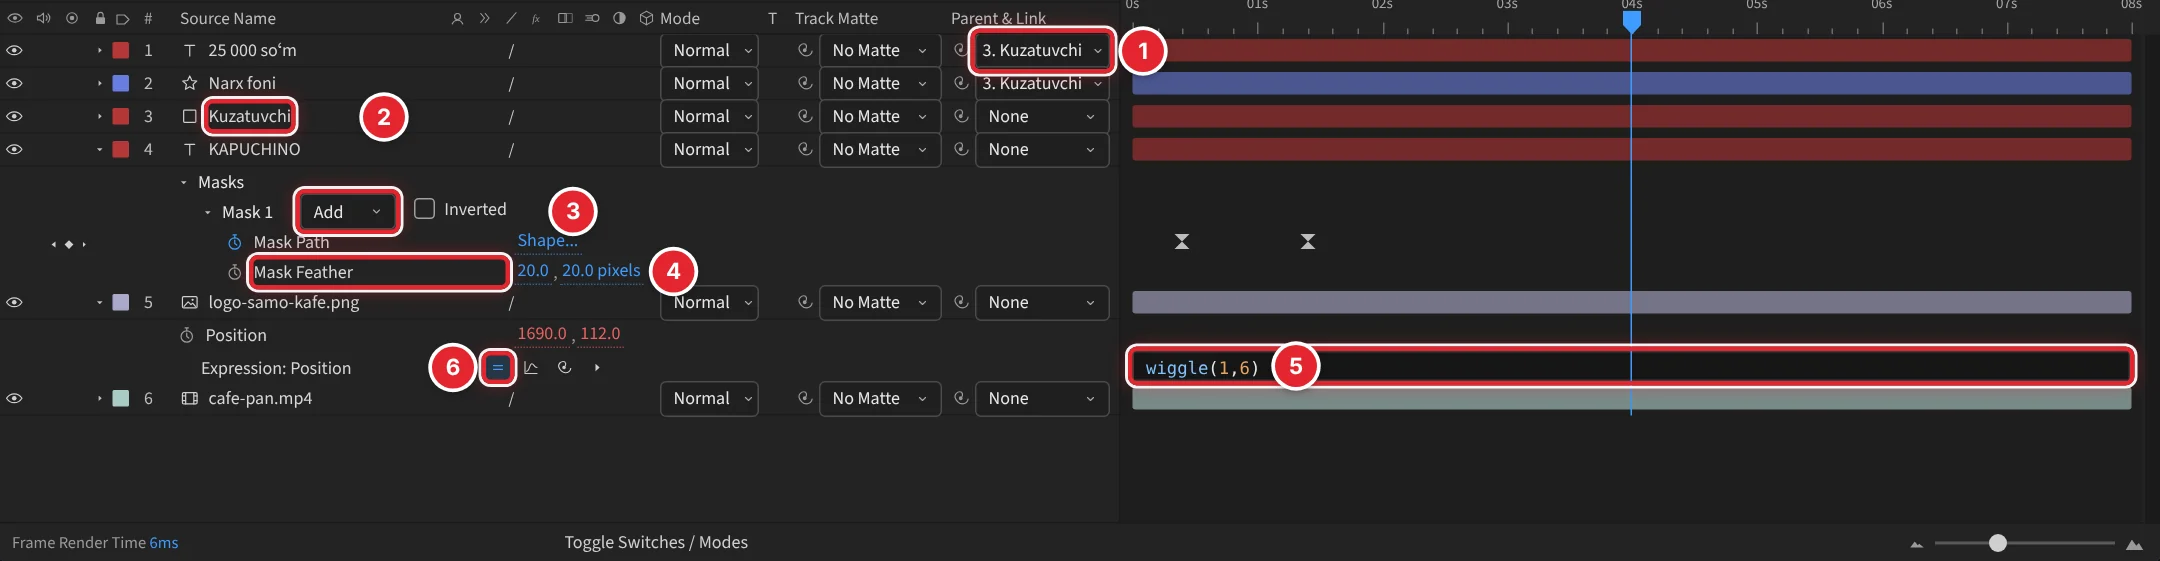 # Source Name fx Mode T Track Matte Parent & Link 0s 01s 02s 03s 04s 05s 06s 07s 08s
1 T 25 000 soʻm / Normal No Matte 3. Kuzatuvchi 1
2 Narx foni Normal No Matte 3. Kuzatuvchi
3 Kuzatuvchi 2 / Normal No Matte None
4 T KAPUCHINO / Normal No Matte None
Masks
Mask 1 Add Inverted 3
Mask Path Shape...
Mask Feather 20.0 , 20.0 pixels 4
5 logo-samo-kafe.png / Normal No Matte None
Position 1690.0 , 112.0
Expression: Position 6 = wiggle(1,6) 5
6 cafe-pan.mp4 / Normal No Matte None
Frame Render Time 6ms Toggle Switches / Modes